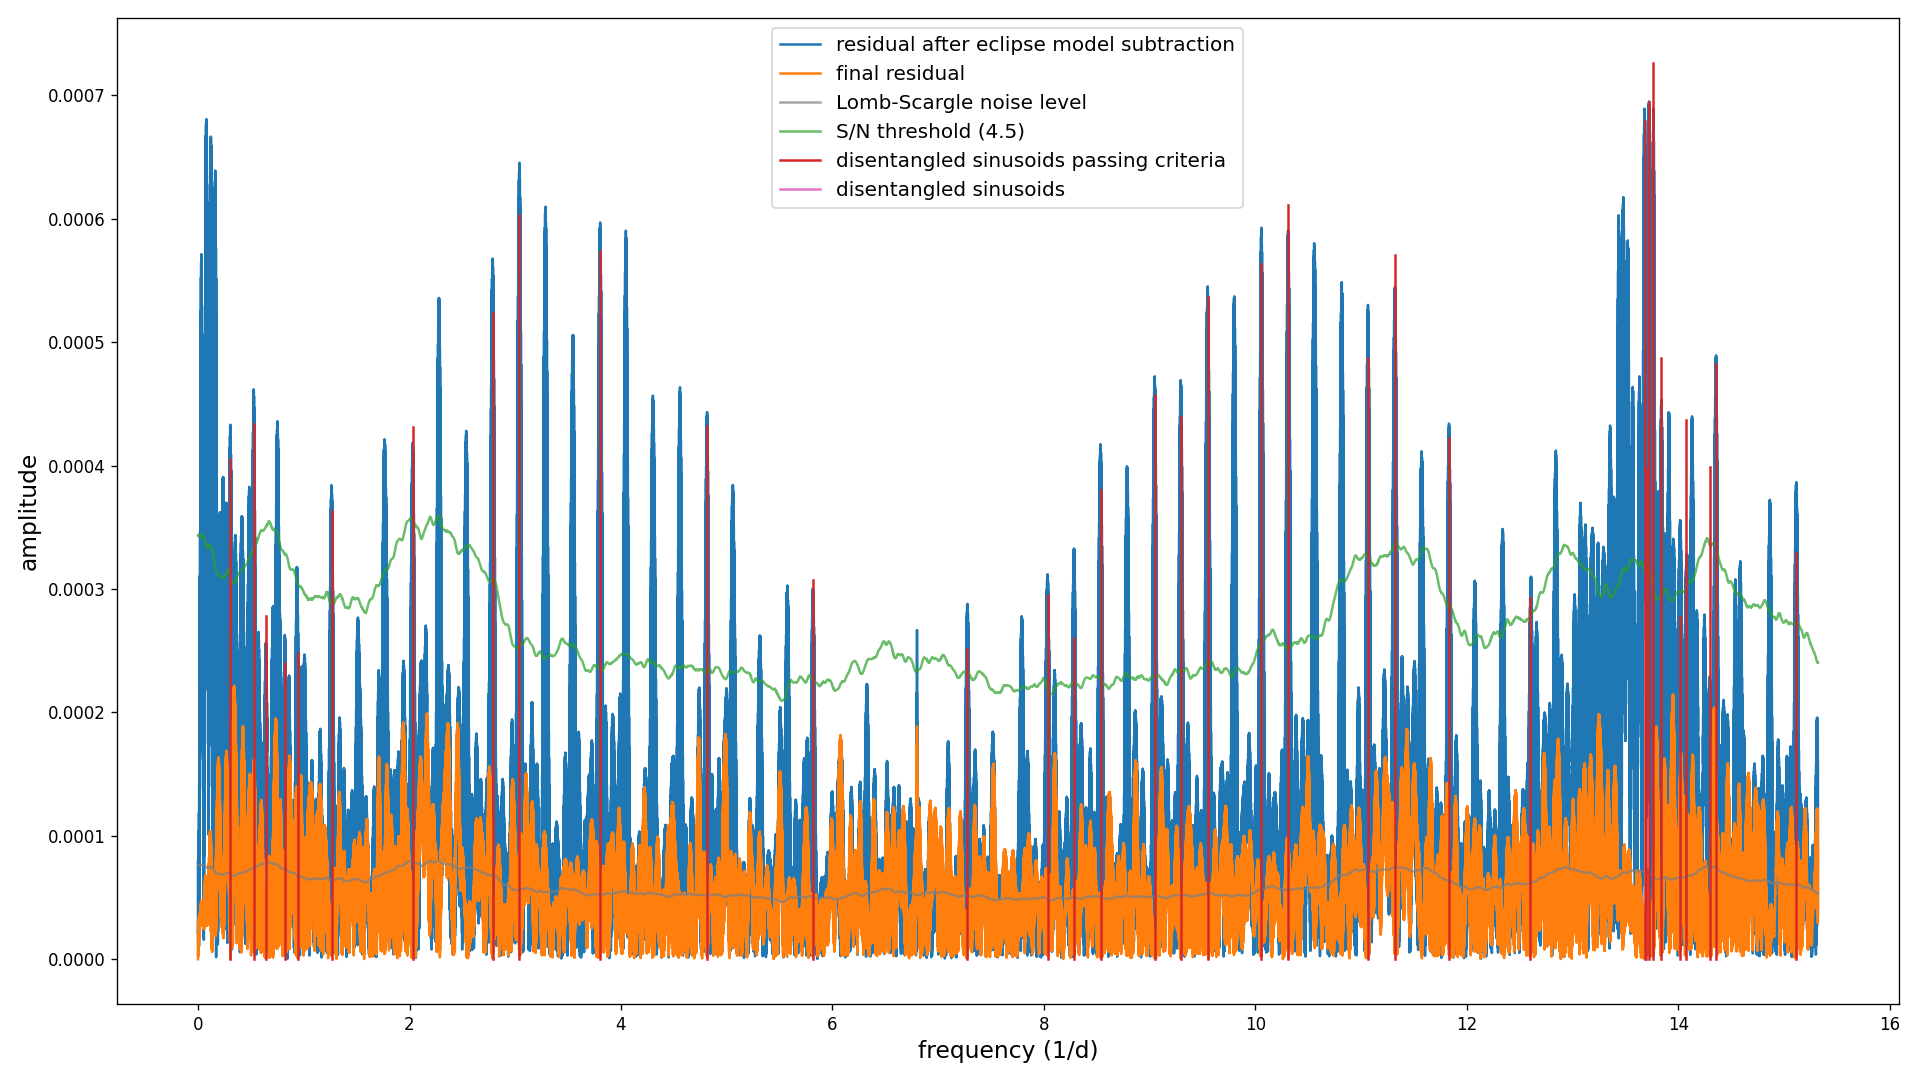 residual after eclipse model subtraction
final residual
Lomb-Scargle noise level
S/N threshold (4.5)
disentangled sinusoids passing criteria
disentangled sinusoids
amplitude
0.0007
0.0006
0.0005
0.0004
0.0003
0.0002
0.0001
0.0000
0 2 4 6 8 10 12 14 16
frequency (1/d)